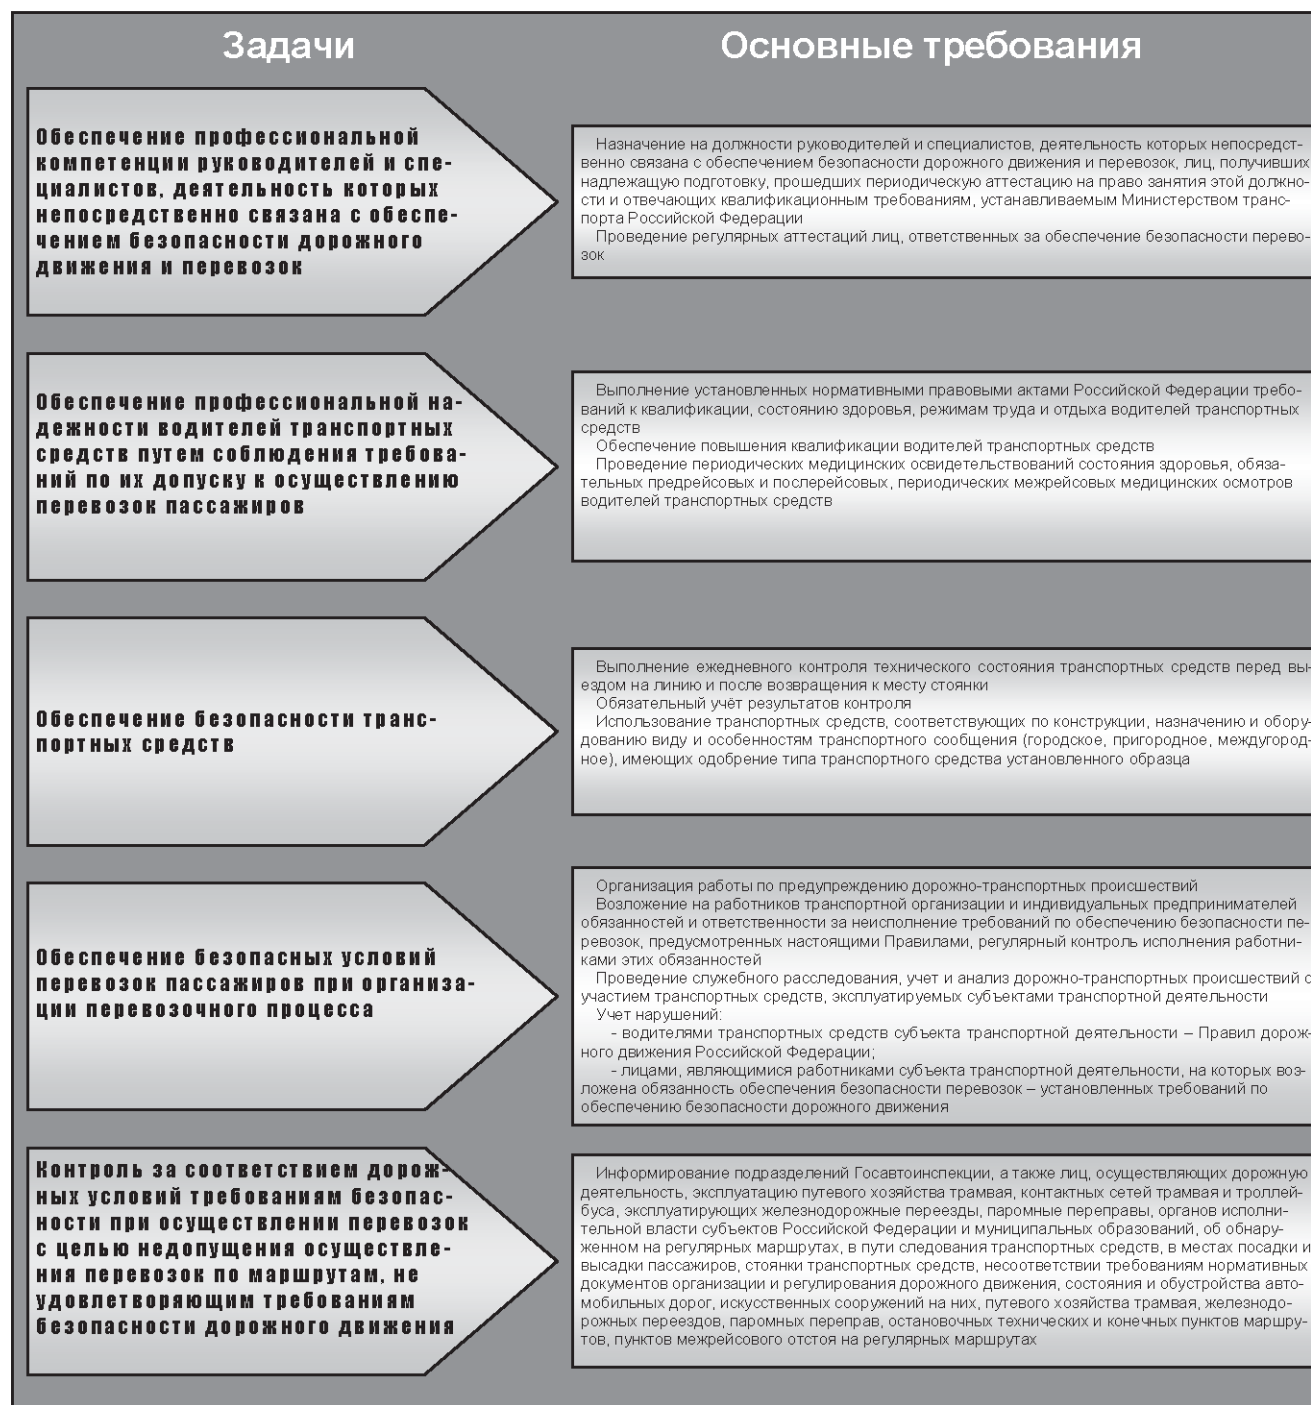 Задачи
Основные требования
Обеспечение профессиональной
компетенции руководителей и спе-
циалистов, деятельность которых
непосредственно связана с обеспе-
чением безопасности дорожного
движения и перевозок
Назначение на должности руководителей и специалистов, деятельность которых непосредст-
венно связана с обеспечением безопасности дорожного движения и перевозок, лиц, получивших
надлежащую подготовку, прошедших периодическую аттестацию на право занятия этой должно-
сти и отвечающих квалификационным требованиям, устанавливаемым Министерством транс-
порта Российской Федерации
Проведение регулярных аттестаций лиц, ответственных за обеспечение безопасности перево-
зок
Обеспечение профессиональной на-
дежности водителей транспортных
средств путем соблюдения требова-
ний по их допуску к осуществлению
перевозок пассажиров
Выполнение установленных нормативными правовыми актами Российской Федерации требо-
ваний к квалификации, состоянию здоровья, режимам труда и отдыха водителей транспортных
средств
Обеспечение повышения квалификации водителей транспортных средств
Проведение периодических медицинских освидетельствований состояния здоровья, обяза-
тельных предрейсовых и послерейсовых, периодических межрейсовых медицинских осмотров
водителей транспортных средств
Обеспечение безопасности транс-
портных средств
Выполнение ежедневного контроля технического состояния транспортных средств перед вы-
ездом на линию и после возвращения к месту стоянки
Обязательный учёт результатов контроля
Использование транспортных средств, соответствующих по конструкции, назначению и обору-
дованию виду и особенностям транспортного сообщения (городское, пригородное, междугород-
ное), имеющих одобрение типа транспортного средства установленного образца
Обеспечение безопасных условий
перевозок пассажиров при организа-
ции перевозочного процесса
Организация работы по предупреждению дорожно-транспортных происшествий
Возложение на работников транспортной организации и индивидуальных предпринимателей
обязанностей и ответственности за неисполнение требований по обеспечению безопасности пе-
ревозок, предусмотренных настоящими Правилами, регулярный контроль исполнения работни-
ками этих обязанностей
Проведение служебного расследования, учет и анализ дорожно-транспортных происшествий с
участием транспортных средств, эксплуатируемых субъектами транспортной деятельности
Учет нарушений:
- водителями транспортных средств субъекта транспортной деятельности – Правил дорож-
ного движения Российской Федерации;
- лицами, являющимися работниками субъекта транспортной деятельности, на которых воз-
ложена обязанность обеспечения безопасности перевозок – установленных требований по
обеспечению безопасности дорожного движения
Контроль за соответствием дорож-
ных условий требованиям безопас-
ности при осуществлении перевозок
с целью недопущения осуществле-
ния перевозок по маршрутам, не
удовлетворяющим требованиям
безопасности дорожного движения
Информирование подразделений Госавтоинспекции, а также лиц, осуществляющих дорожную
деятельность, эксплуатацию путевого хозяйства трамвая, контактных сетей трамвая и троллей-
буса, эксплуатирующих железнодорожные переезды, паромные переправы, органов исполни-
тельной власти субъектов Российской Федерации и муниципальных образований, об обнару-
женном на регулярных маршрутах, в пути следования транспортных средств, в местах посадки и
высадки пассажиров, стоянки транспортных средств, несоответствии требованиям нормативных
документов организации и регулирования дорожного движения, состояния и обустройства авто-
мобильных дорог, искусственных сооружений на них, путевого хозяйства трамвая, железнодо-
рожных переездов, паромных переправ, остановочных технических и конечных пунктов маршру-
тов, пунктов межрейсового отстоя на регулярных маршрутах